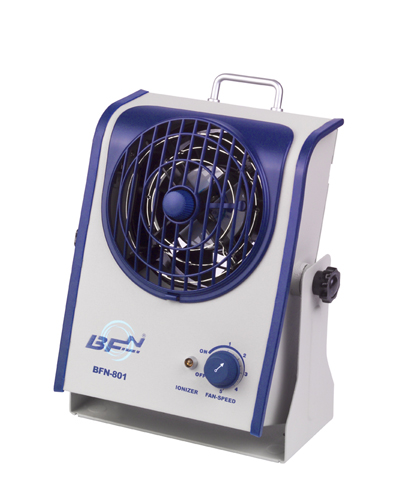 BFN®
BFN-801
ON
OFF
1
2
3
4
IONIZER FAN-SPEED